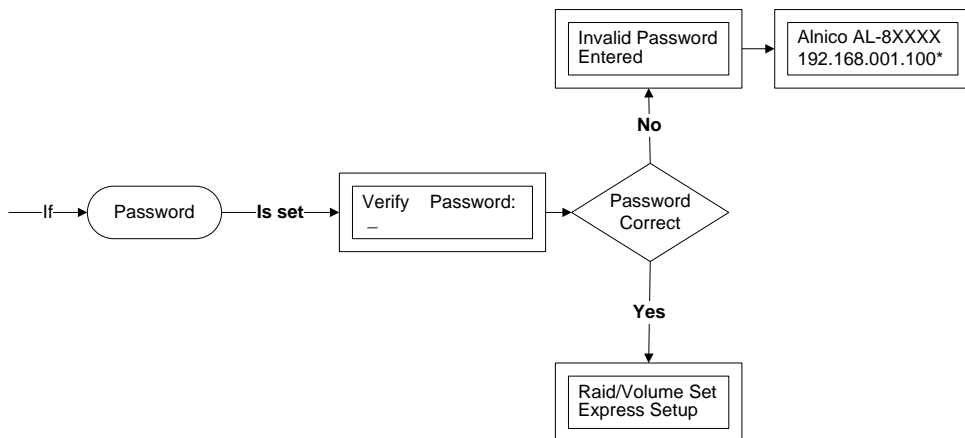 If
Password
Is set
Verify Password:
_
Password
Correct
No
Invalid Password
Entered
Alnico AL-8XXXX
192.168.001.100*
Yes
Raid/Volume Set
Express Setup